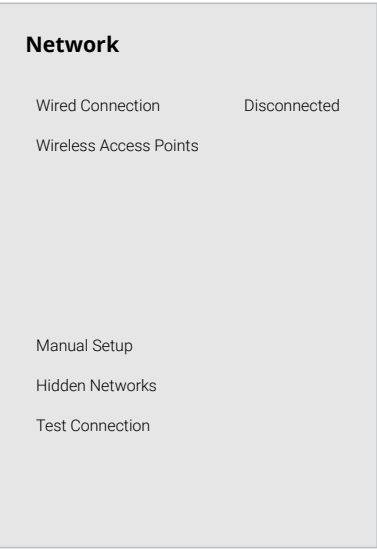 Network
Wired Connection Disconnected
Wireless Access Points
Manual Setup
Hidden Networks
Test Connection